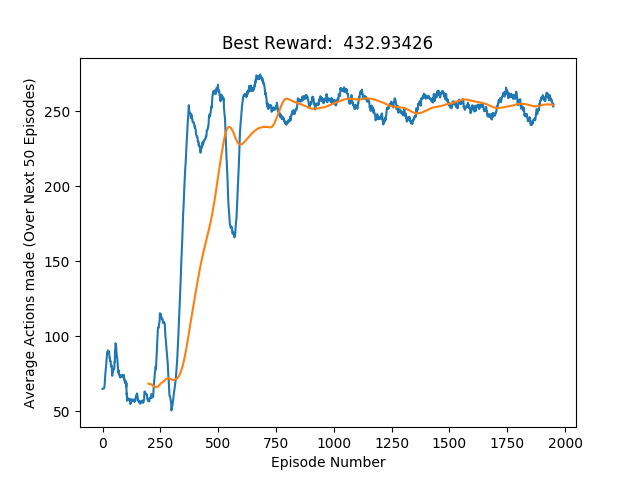 Best Reward:  432.93426
Average Actions made (Over Next 50 Episodes)
250
200
150
100
50
0 250 500 750 1000 1250 1500 1750 2000
Episode Number